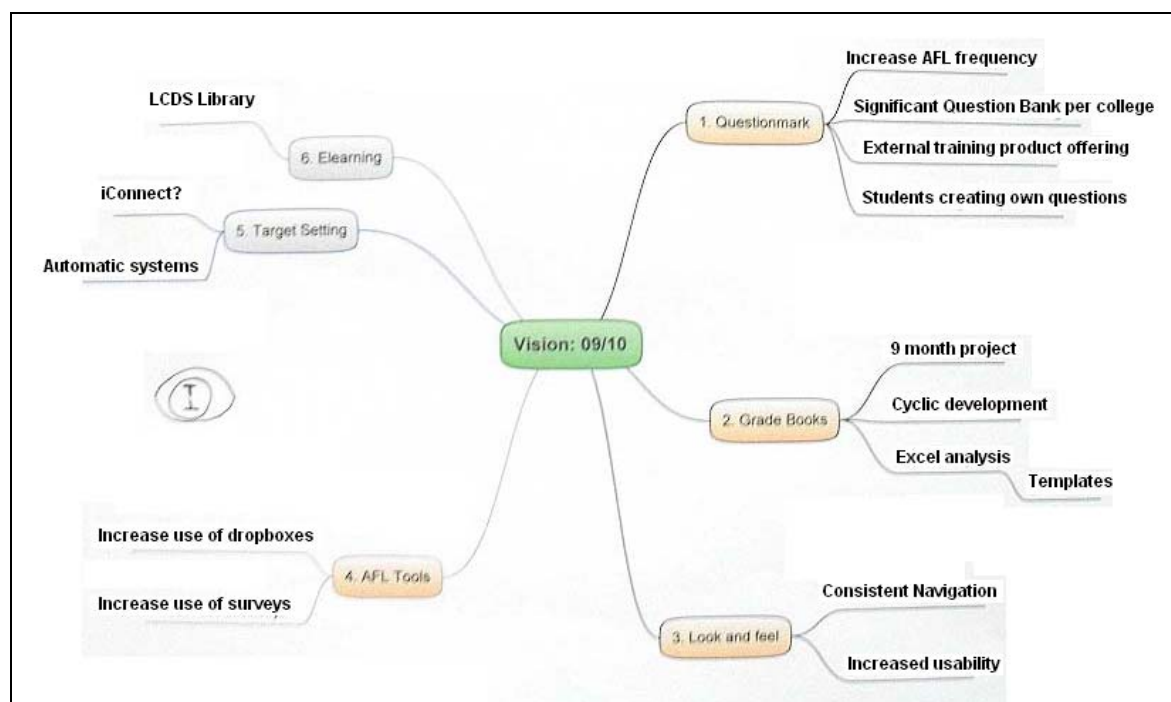 Vision: 09/10
1. Questionmark
Increase AFL frequency
Significant Question Bank per college
External training product offering
Students creating own questions
2. Grade Books
9 month project
Cyclic development
Excel analysis
Templates
3. Look and feel
Consistent Navigation
Increased usability
4. AFL Tools
Increase use of dropboxes
Increase use of surveys
5. Target Setting
iConnect?
Automatic systems
6. Elearning
LCDS Library
I